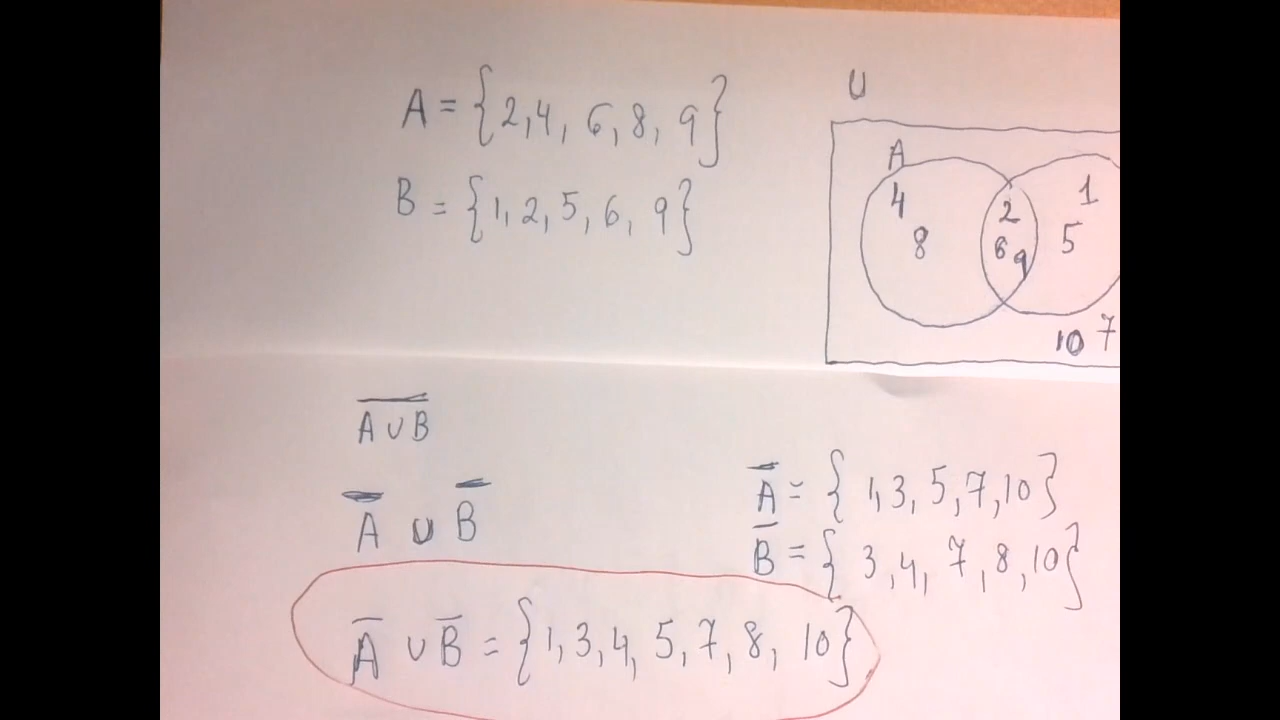 A = {2,4, 6,8, 9}
B = {1, 2, 5, 6, 9}
U
A
4
8
2
6 9
1
5
10 7
A̅ ̅∪̅ ̅B̅
A̅ ∪ B̅
A̅ = { 1,3, 5,7,10}
B̅ = { 3,4, 7,8,10}
A̅ ∪ B̅ = {1,3,4, 5,7,8, 10}